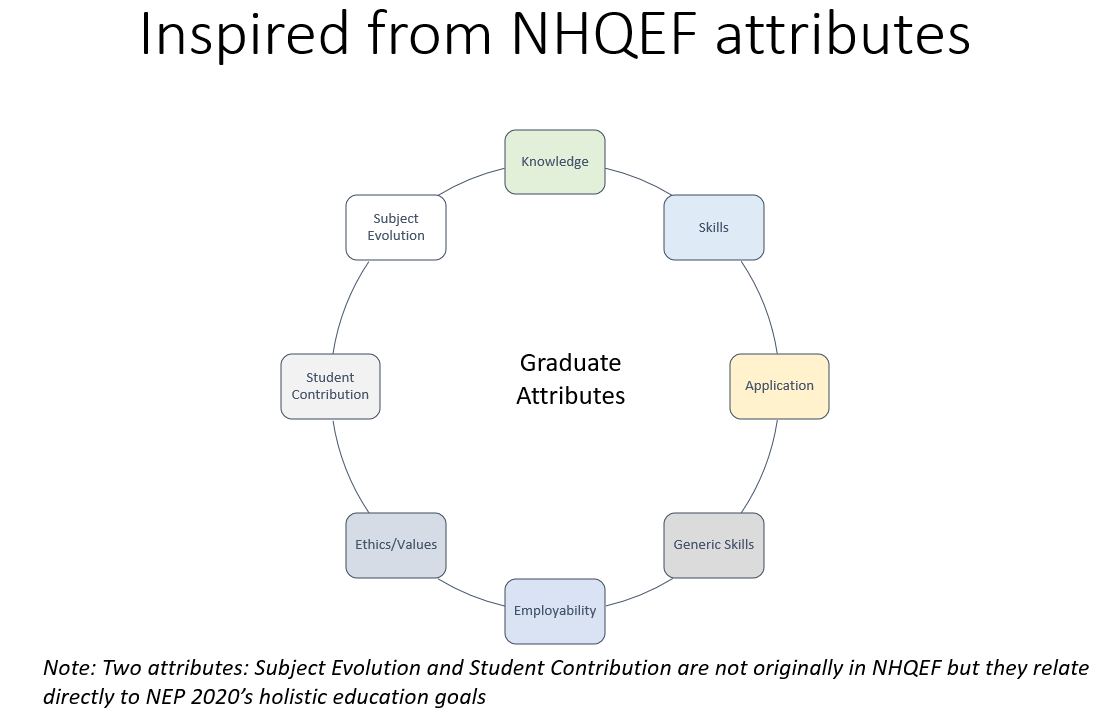 Inspired from NHQEF attributes
Knowledge
Skills
Application
Generic Skills
Employability
Ethics/Values
Student
Contribution
Subject
Evolution
Graduate
Attributes
Note: Two attributes: Subject Evolution and Student Contribution are not originally in NHQEF but they relate
directly to NEP 2020’s holistic education goals